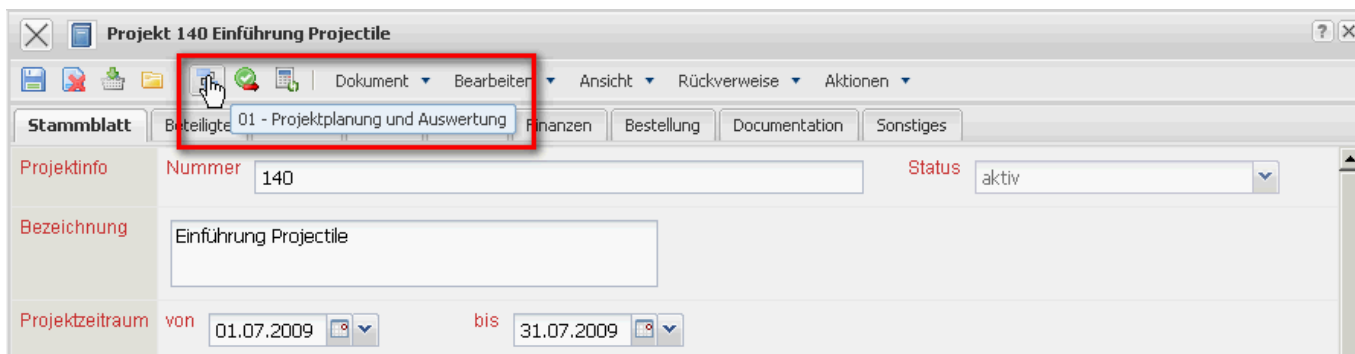 Projekt 140 Einführung Projectile
?
Dokument Bearbeiten Ansicht Rückverweise Aktionen
01 - Projektplanung und Auswertung
Stammblatt Beteiligte Finanzen Bestellung Documentation Sonstiges
Projektinfo Nummer 140 Status aktiv
Bezeichnung Einführung Projectile
Projektzeitraum von 01.07.2009 bis 31.07.2009